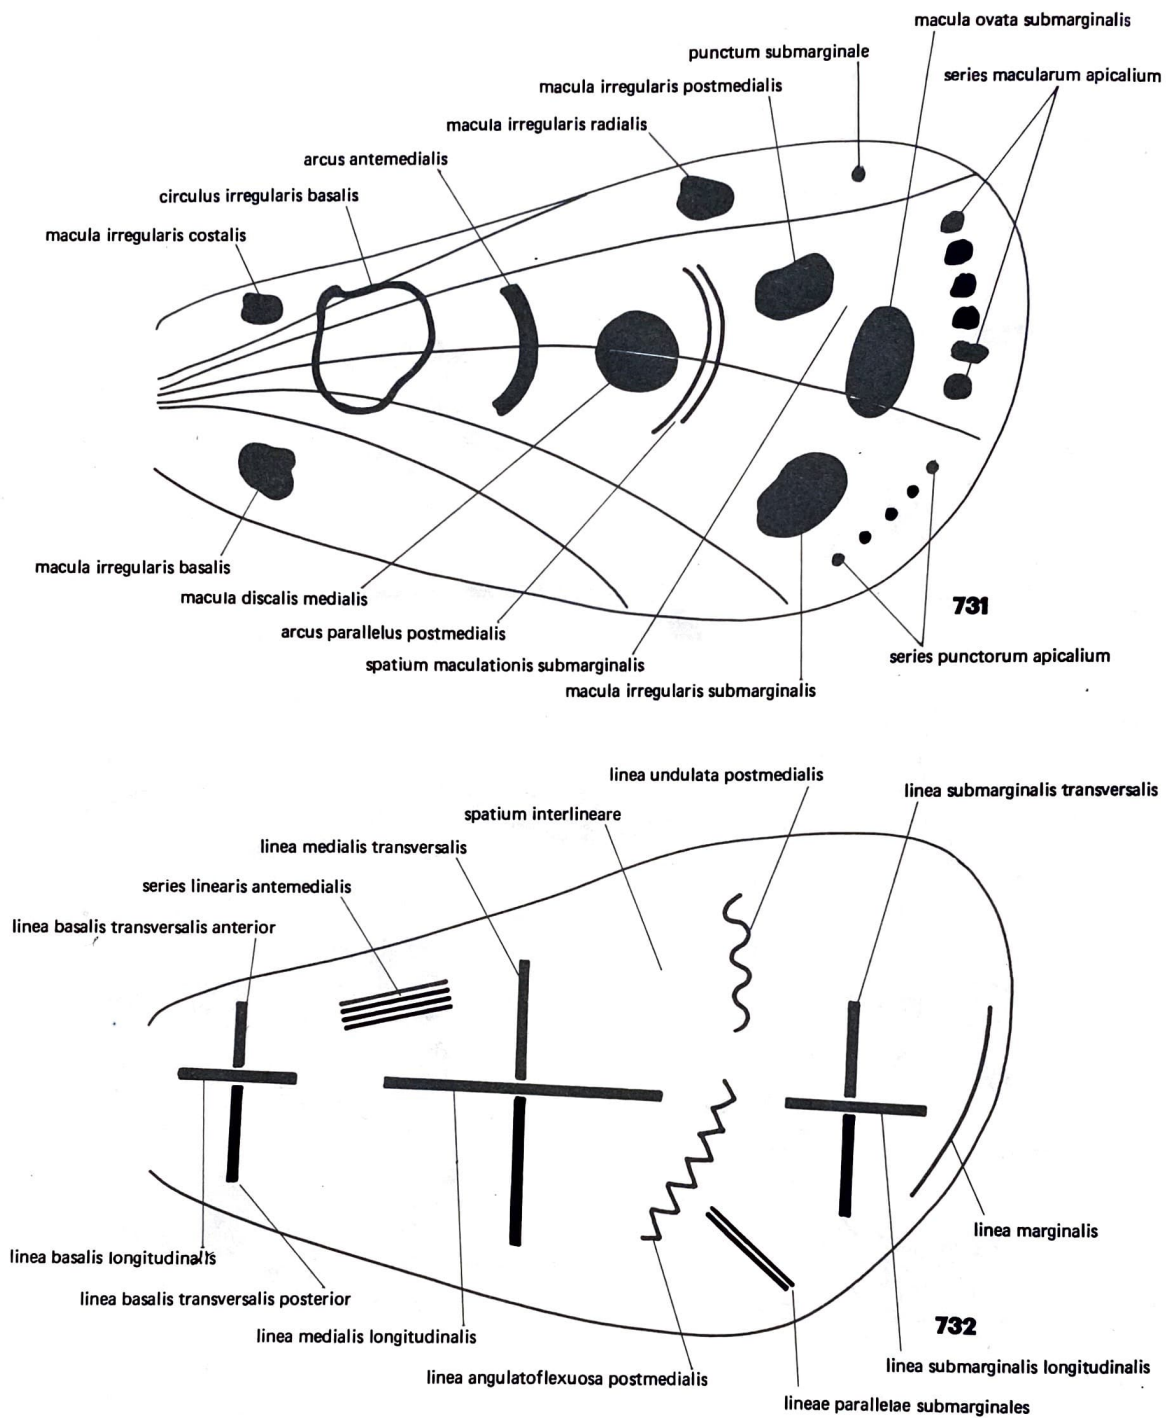 macula ovata submarginalis
punctum submarginale
series macularum apicalium
macula irregularis postmedialis
macula irregularis radialis
arcus antemedialis
circulus irregularis basalis
macula irregularis costalis
macula irregularis basalis
macula discalis medialis
731
arcus parallelus postmedialis
spatium maculationis submarginalis
series punctorum apicalium
macula irregularis submarginalis
linea undulata postmedialis
linea submarginalis transversalis
spatium interlineare
linea medialis transversalis
series linearis antemedialis
linea basalis transversalis anterior
linea marginalis
linea basalis longitudinalis
linea basalis transversalis posterior
732
linea medialis longitudinalis
linea submarginalis longitudinalis
linea angulatoflexuosa postmedialis
lineae parallelae submarginales